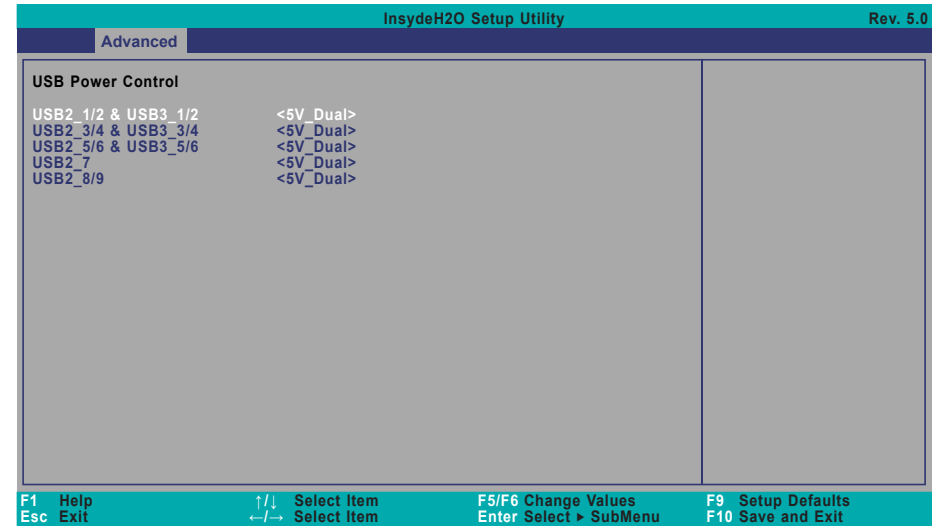 InsydeH2O Setup Utility Rev. 5.0
Advanced
USB Power Control
USB2_1/2 & USB3_1/2 <5V_Dual>
USB2_3/4 & USB3_3/4 <5V_Dual>
USB2_5/6 & USB3_5/6 <5V_Dual>
USB2_7 <5V_Dual>
USB2_8/9 <5V_Dual>
F1 Help ↑/↓ Select Item F5/F6 Change Values F9 Setup Defaults
Esc Exit ←/→ Select Item Enter Select ▶ SubMenu F10 Save and Exit